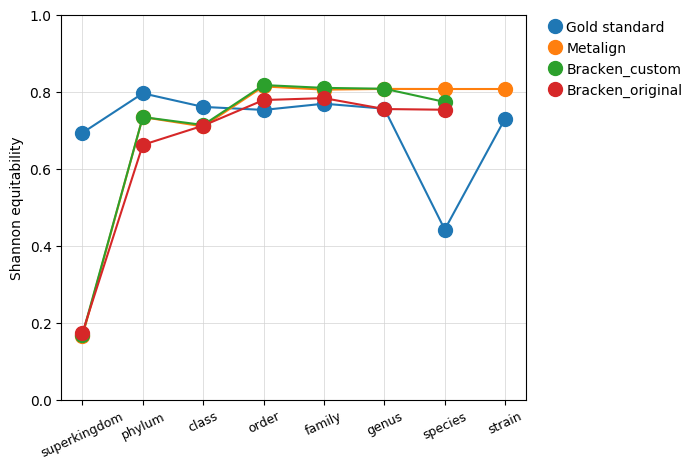 1.0
0.8
0.6
0.4
0.2
0.0
Shannon equitability
superkingdom
phylum
class
order
family
genus
species
strain
Gold standard
Metalign
Bracken_custom
Bracken_original